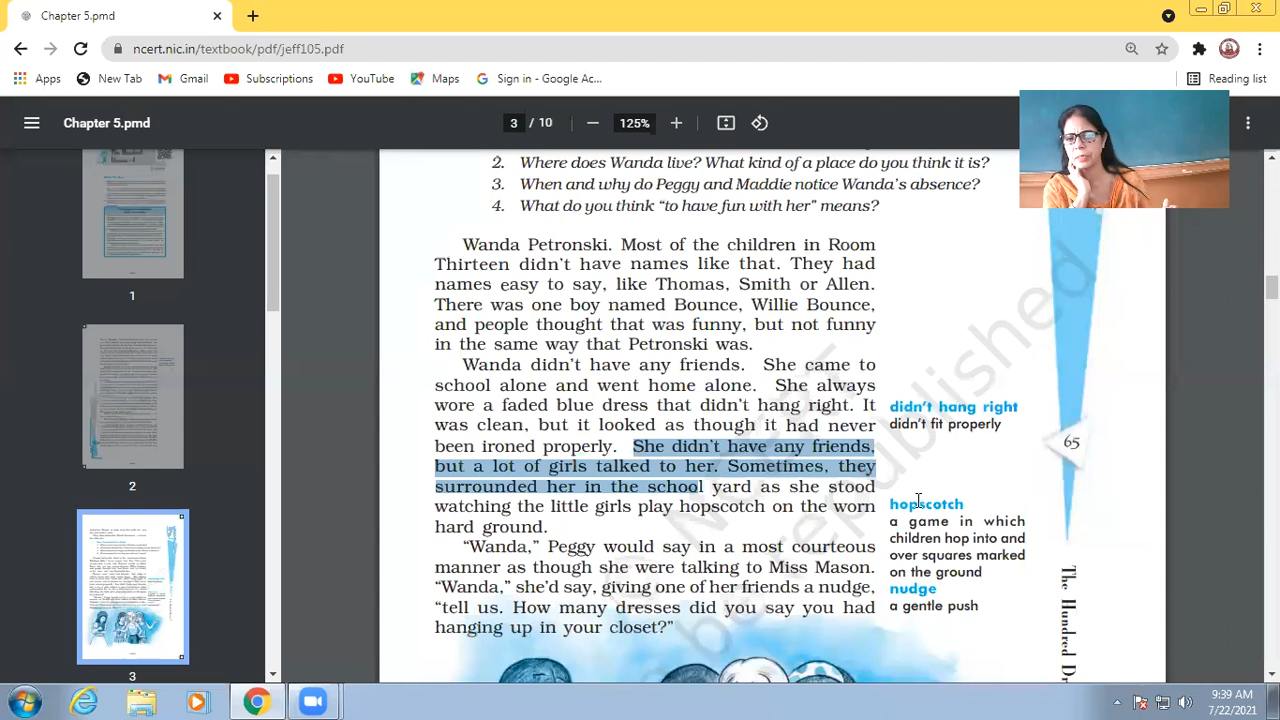 Chapter 5.pmd
ncert.nic.in/textbook/pdf/jeff105.pdf
Apps
New Tab
Gmail
Subscriptions
YouTube
Maps
Sign in - Google Ac...
Reading list
Chapter 5.pmd
3 / 10
125%
1
2
3
2. Where does Wanda live? What kind of a place do you think it is?
3. When and why do Peggy and Maddie notice Wanda's absence?
4. What do you think “to have fun with her” means?
Wanda Petronski. Most of the children in Room
Thirteen didn't have names like that. They had
names easy to say, like Thomas, Smith or Allen.
There was one boy named Bounce, Willie Bounce,
and people thought that was funny, but not funny
in the same way that Petronski was.
Wanda didn't have any friends. She came to
school alone and went home alone. She always
wore a faded blue dress that didn't hang right. It
was clean, but it looked as though it had never
been ironed properly. She didn't have any friends,
but a lot of girls talked to her. Sometimes, they
surrounded her in the school yard as she stood
watching the little girls play hopscotch on the worn
hard ground.
“Wanda,” Peggy would say in a most courteous
manner as though she were talking to Miss Mason.
“Wanda,” she'd say, giving one of her friends a nudge,
“tell us. How many dresses did you say you had
hanging up in your closet?”
didn't hang right
didn't fit properly
hopscotch
a game in which
children hop into and
over squares marked
on the ground
nudge
a gentle push
65
The Hundred Dr
9:39 AM
7/22/2021